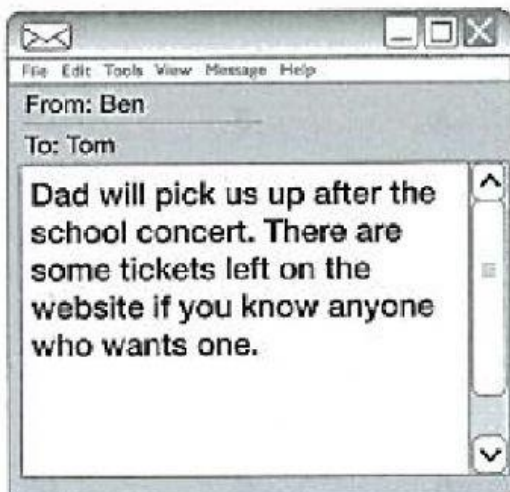 File Edit Tools View Message Help
From: Ben
To: Tom
Dad will pick us up after the
school concert. There are
some tickets left on the
website if you know anyone
who wants one.